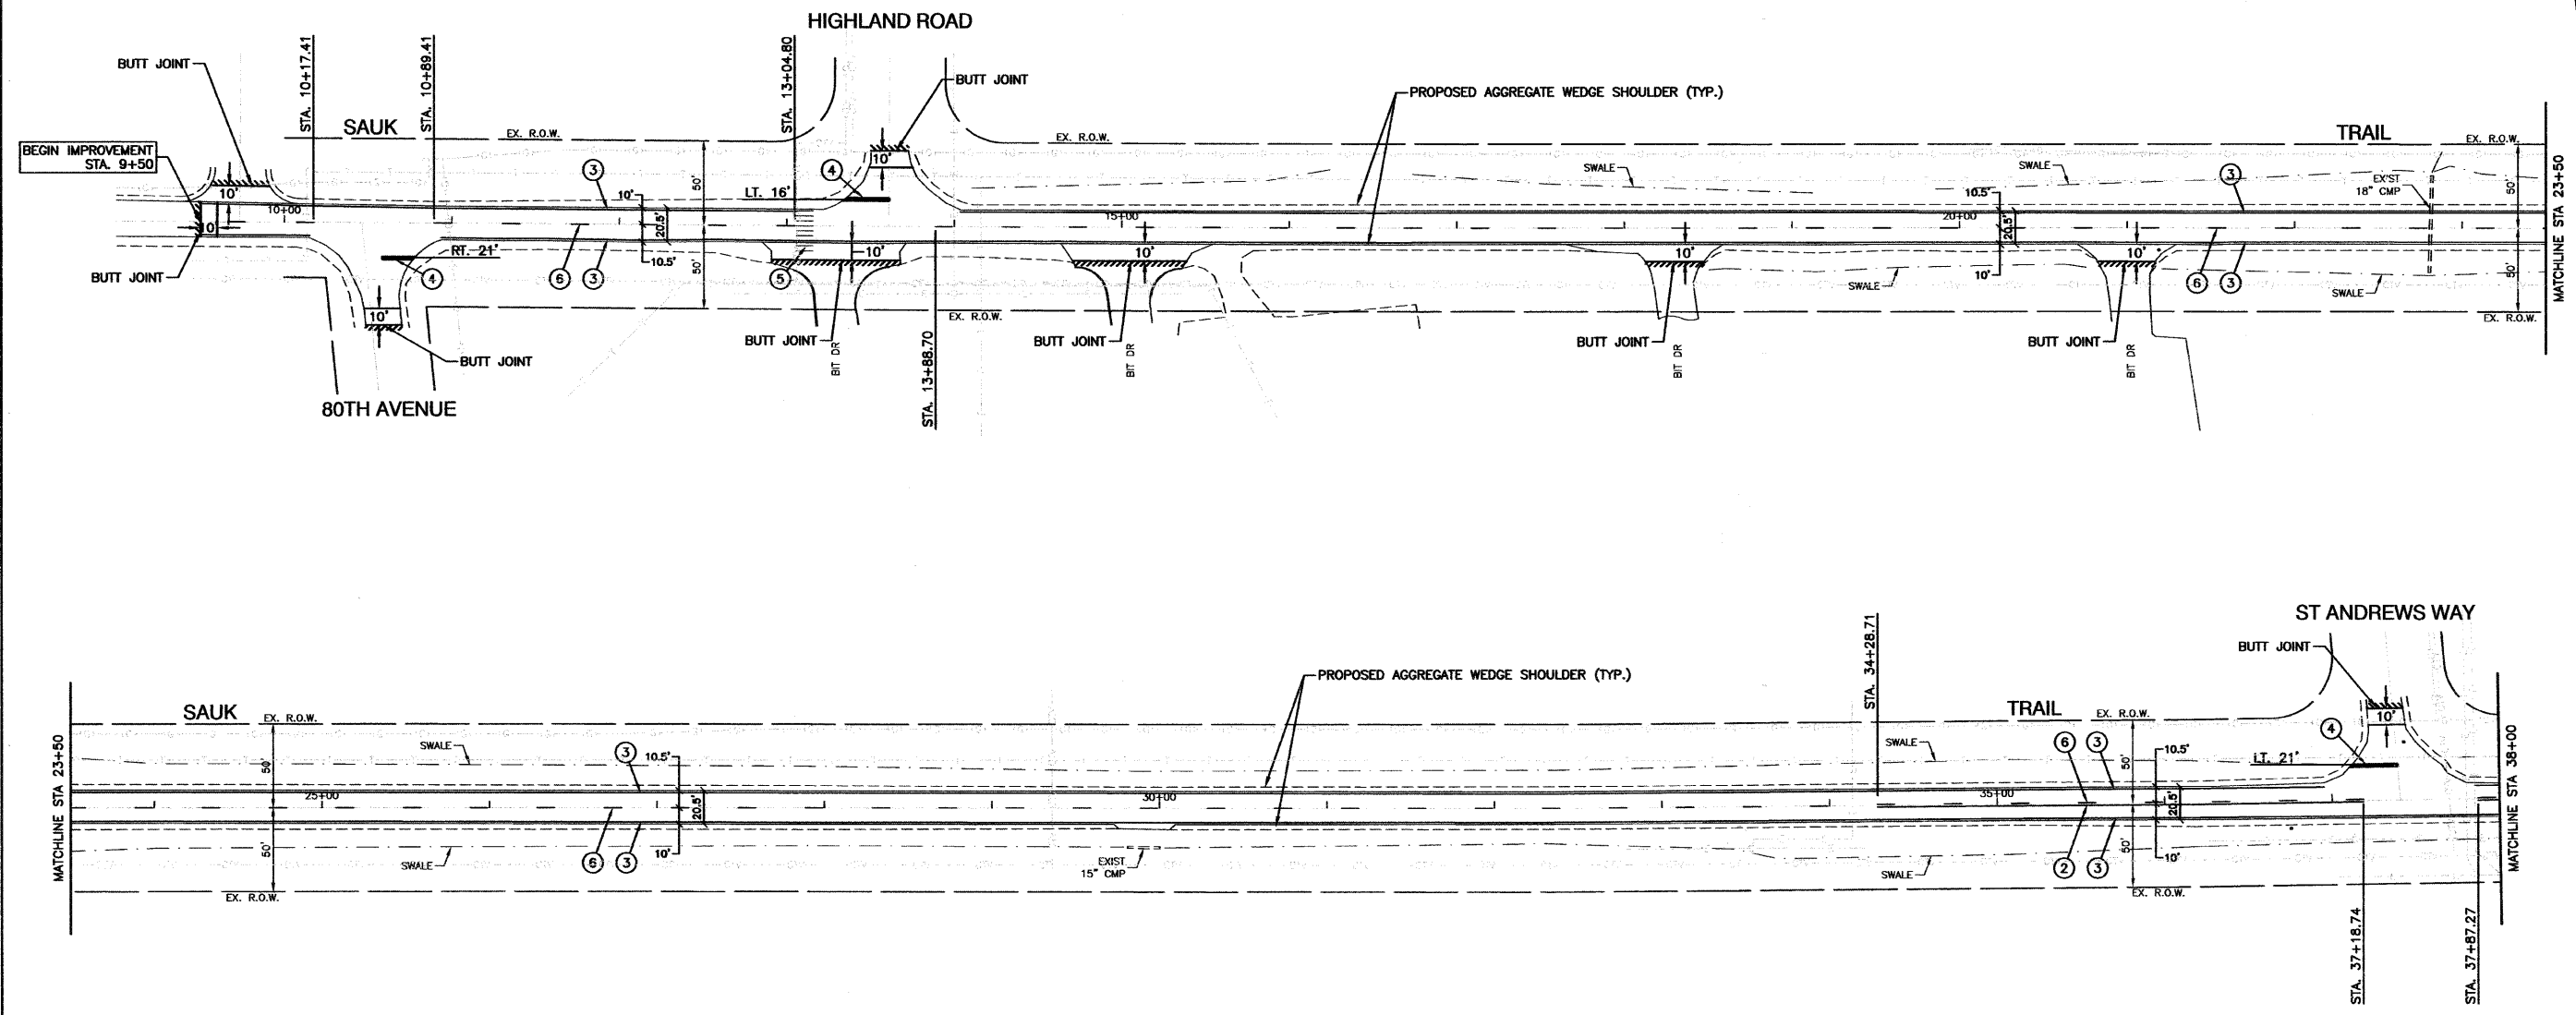 HIGHLAND ROAD
BUTT JOINT
STA. 10+17.41
STA. 10+89.41
STA. 13+04.80
BUTT JOINT
PROPOSED AGGREGATE WEDGE SHOULDER (TYP.)
SAUK
EX. R.O.W.
EX. R.O.W.
TRAIL
EX. R.O.W.
BEGIN IMPROVEMENT
STA. 9+50
10'
3
4
10'
SWALE
SWALE
3
EX'ST
18" CMP
50'
LT. 16'
10'
10.5'
50'
10+00
15+00
20+00
20.5'
20.5'
MATCHLINE STA 23+50
RT. 21'
10'
10'
10'
10'
BUTT JOINT
4
6
3
10.5'
50'
5
10'
SWALE
6
3
SWALE
50'
10'
EX. R.O.W.
EX. R.O.W.
BUTT JOINT
BUTT JOINT
BIT DR
STA. 13+88.70
BUTT JOINT
BIT DR
BUTT JOINT
BIT DR
BUTT JOINT
BIT DR
80TH AVENUE
ST ANDREWS WAY
STA. 34+28.71
BUTT JOINT
PROPOSED AGGREGATE WEDGE SHOULDER (TYP.)
SAUK
EX. R.O.W.
TRAIL
EX. R.O.W.
10'
MATCHLINE STA 23+50
SWALE
3
10.5'
50'
SWALE
6
3
10.5'
50'
4
LT. 21'
25+00
30+00
35+00
20.5'
20.5'
MATCHLINE STA 38+00
50'
SWALE
6
3
10'
EXIST
15" CMP
SWALE
2
3
50'
10'
EX. R.O.W.
EX. R.O.W.
STA. 37+18.74
STA. 37+87.27